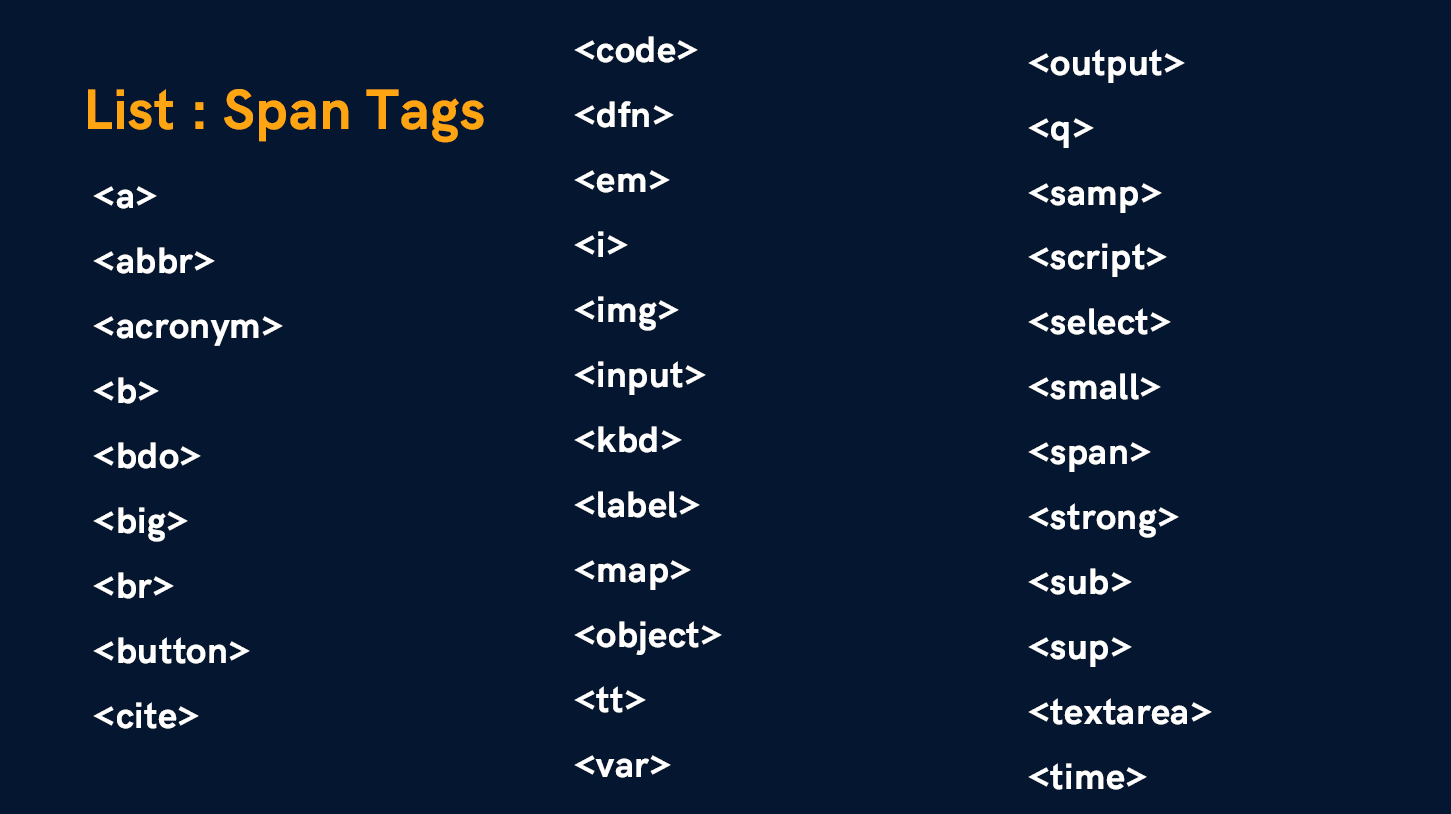 List : Span Tags
<a>
<abbr>
<acronym>
<b>
<bdo>
<big>
<br>
<button>
<cite>
<code>
<dfn>
<em>
<i>
<img>
<input>
<kbd>
<label>
<map>
<object>
<tt>
<var>
<output>
<q>
<samp>
<script>
<select>
<small>
<span>
<strong>
<sub>
<sup>
<textarea>
<time>